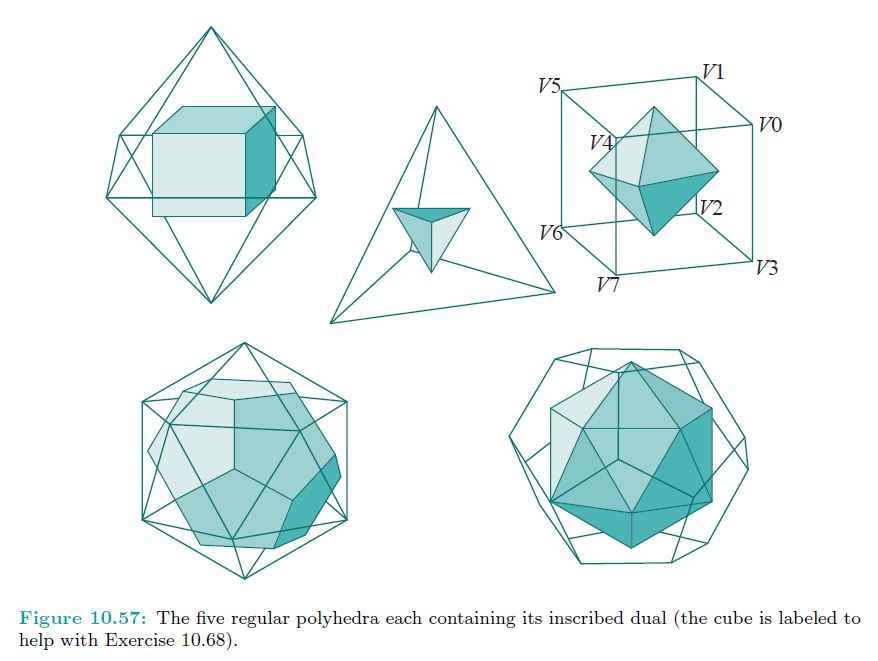 V1
V5
V0
V4
V2
V6
V3
V7
Figure 10.57: The five regular polyhedra each containing its inscribed dual (the cube is labeled to
help with Exercise 10.68).